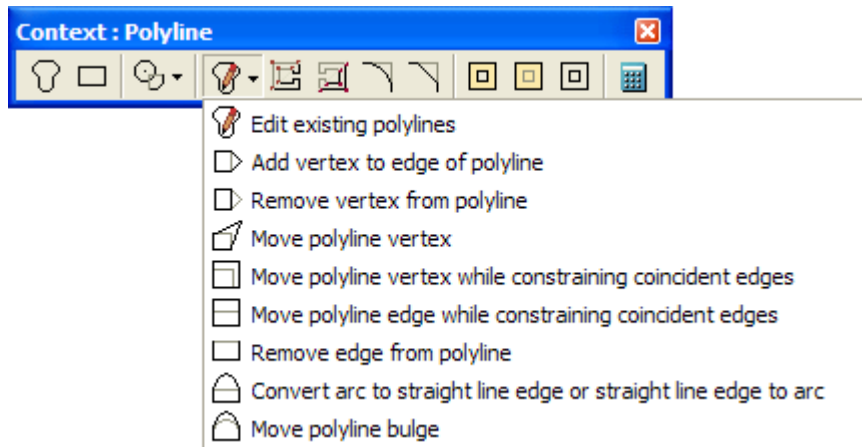 Context : Polyline
Edit existing polylines
Add vertex to edge of polyline
Remove vertex from polyline
Move polyline vertex
Move polyline vertex while constraining coincident edges
Move polyline edge while constraining coincident edges
Remove edge from polyline
Convert arc to straight line edge or straight line edge to arc
Move polyline bulge